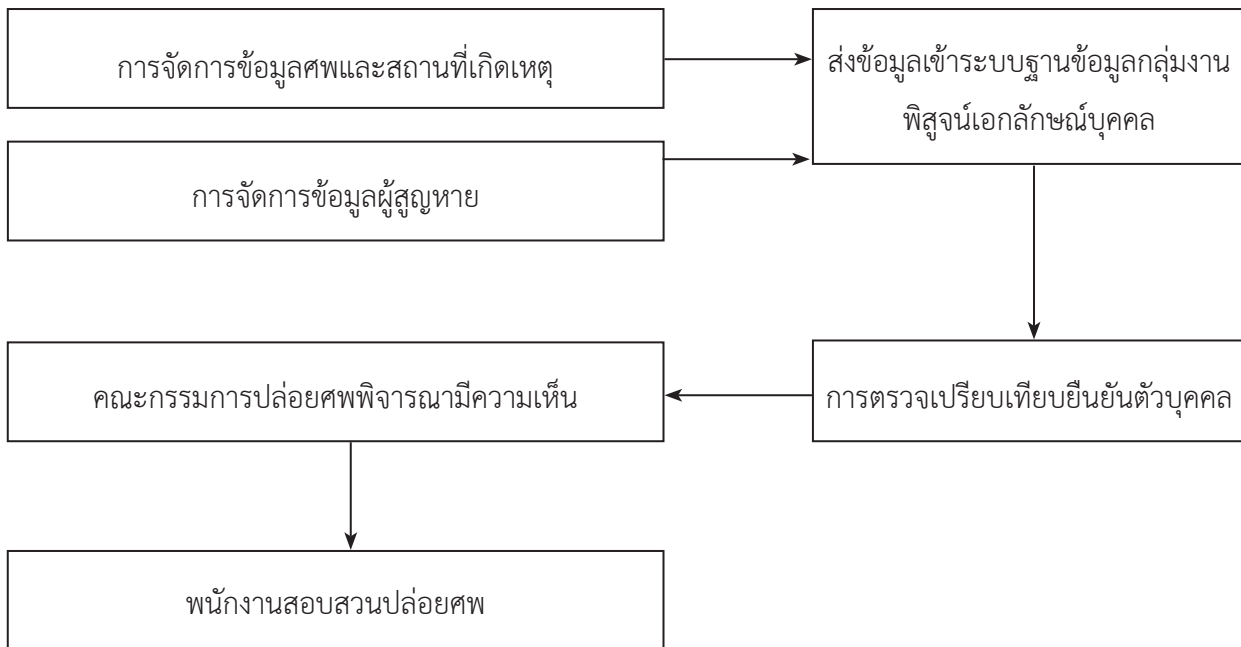 การจัดการข้อมูลศพและสถานที่เกิดเหตุ
ส่งข้อมูลเข้าระบบฐานข้อมูลกลุ่มงาน
พิสูจน์เอกลักษณ์บุคคล
การจัดการข้อมูลผู้สูญหาย
การตรวจเปรียบเทียบยืนยันตัวบุคคล
คณะกรรมการปล่อยศพพิจารณามีความเห็น
พนักงานสอบสวนปล่อยศพ